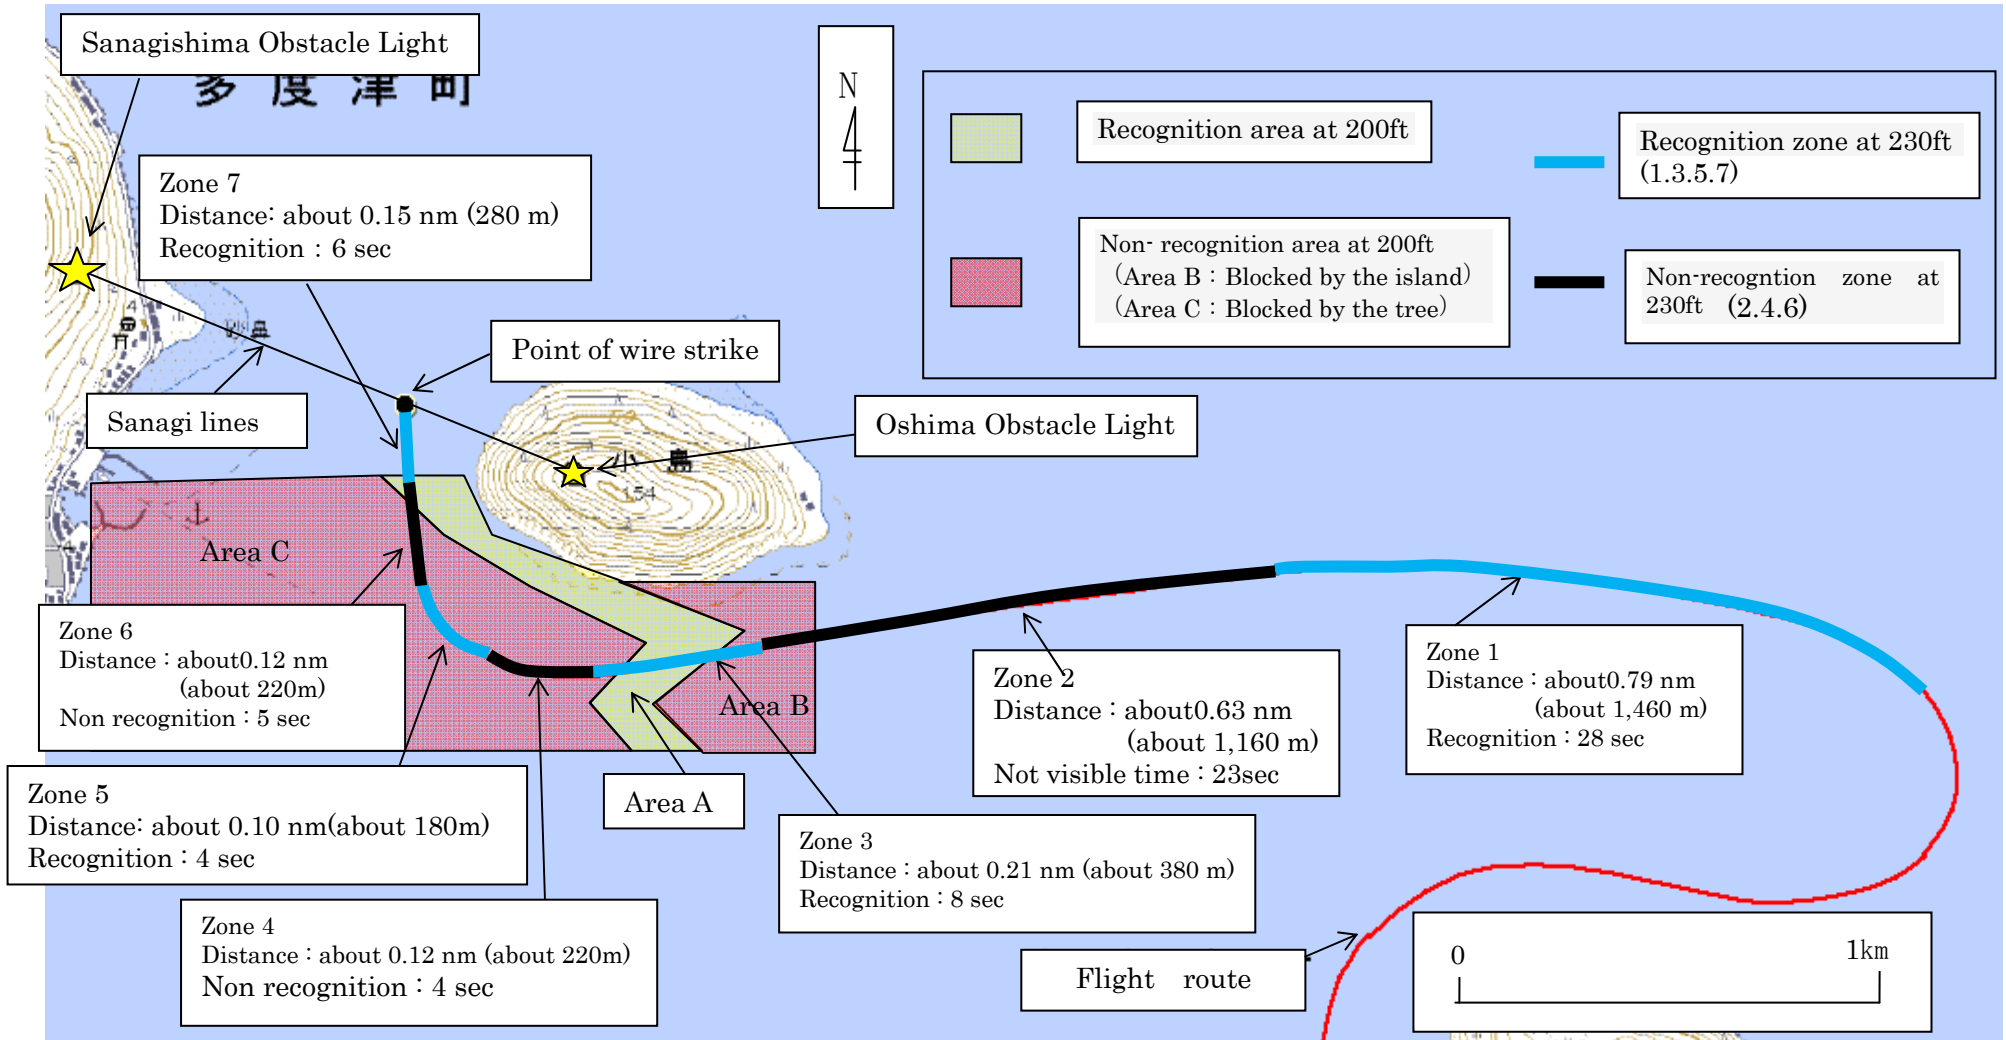 Sanagishima Obstacle Light
多度津町
N
Recognition area at 200ft
Recognition zone at 230ft
(1.3.5.7)
Non- recognition area at 200ft
(Area B : Blocked by the island)
(Area C : Blocked by the tree)
Non-recogntion zone at
230ft (2.4.6)
Zone 7
Distance: about 0.15 nm (280 m)
Recognition : 6 sec
Point of wire strike
Sanagi lines
Oshima Obstacle Light
小島
154
Area C
Area B
Zone 6
Distance : about0.12 nm
(about 220m)
Non recognition : 5 sec
Zone 2
Distance : about0.63 nm
(about 1,160 m)
Not visible time : 23sec
Zone 1
Distance : about0.79 nm
(about 1,460 m)
Recognition : 28 sec
Zone 5
Distance: about 0.10 nm(about 180m)
Recognition : 4 sec
Area A
Zone 3
Distance : about 0.21 nm (about 380 m)
Recognition : 8 sec
Zone 4
Distance : about 0.12 nm (about 220m)
Non recognition : 4 sec
Flight route
0 1km